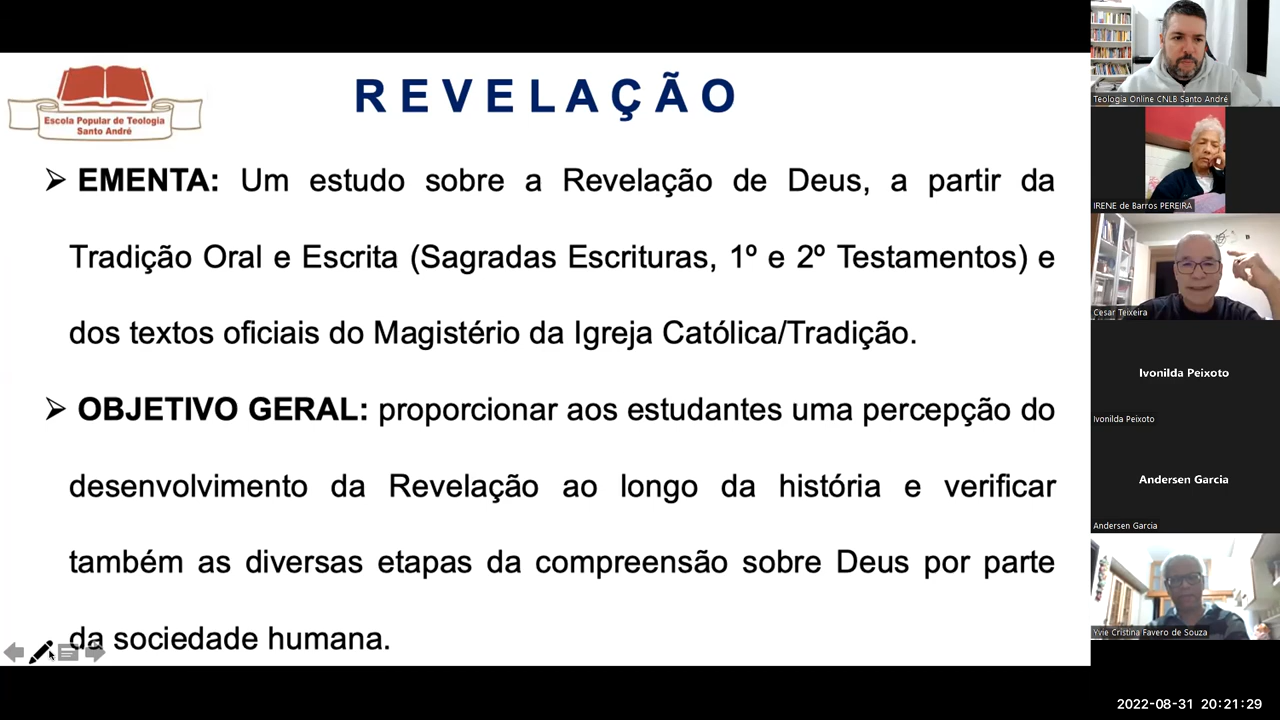 Escola Popular de Teologia
Santo André
REVELAÇÃO
EMENTA: Um estudo sobre a Revelação de Deus, a partir da
Tradição Oral e Escrita (Sagradas Escrituras, 1º e 2º Testamentos) e
dos textos oficiais do Magistério da Igreja Católica/Tradição.
OBJETIVO GERAL: proporcionar aos estudantes uma percepção do
desenvolvimento da Revelação ao longo da história e verificar
também as diversas etapas da compreensão sobre Deus por parte
da sociedade humana.
Teologia Online CNLB Santo André
IRENE de Barros PEREIRA
Cesar Teixeira
Ivonilda Peixoto
Ivonilda Peixoto
Andersen Garcia
Andersen Garcia
Yvie Cristina Favero de Souza
2022-08-31 20:21:29